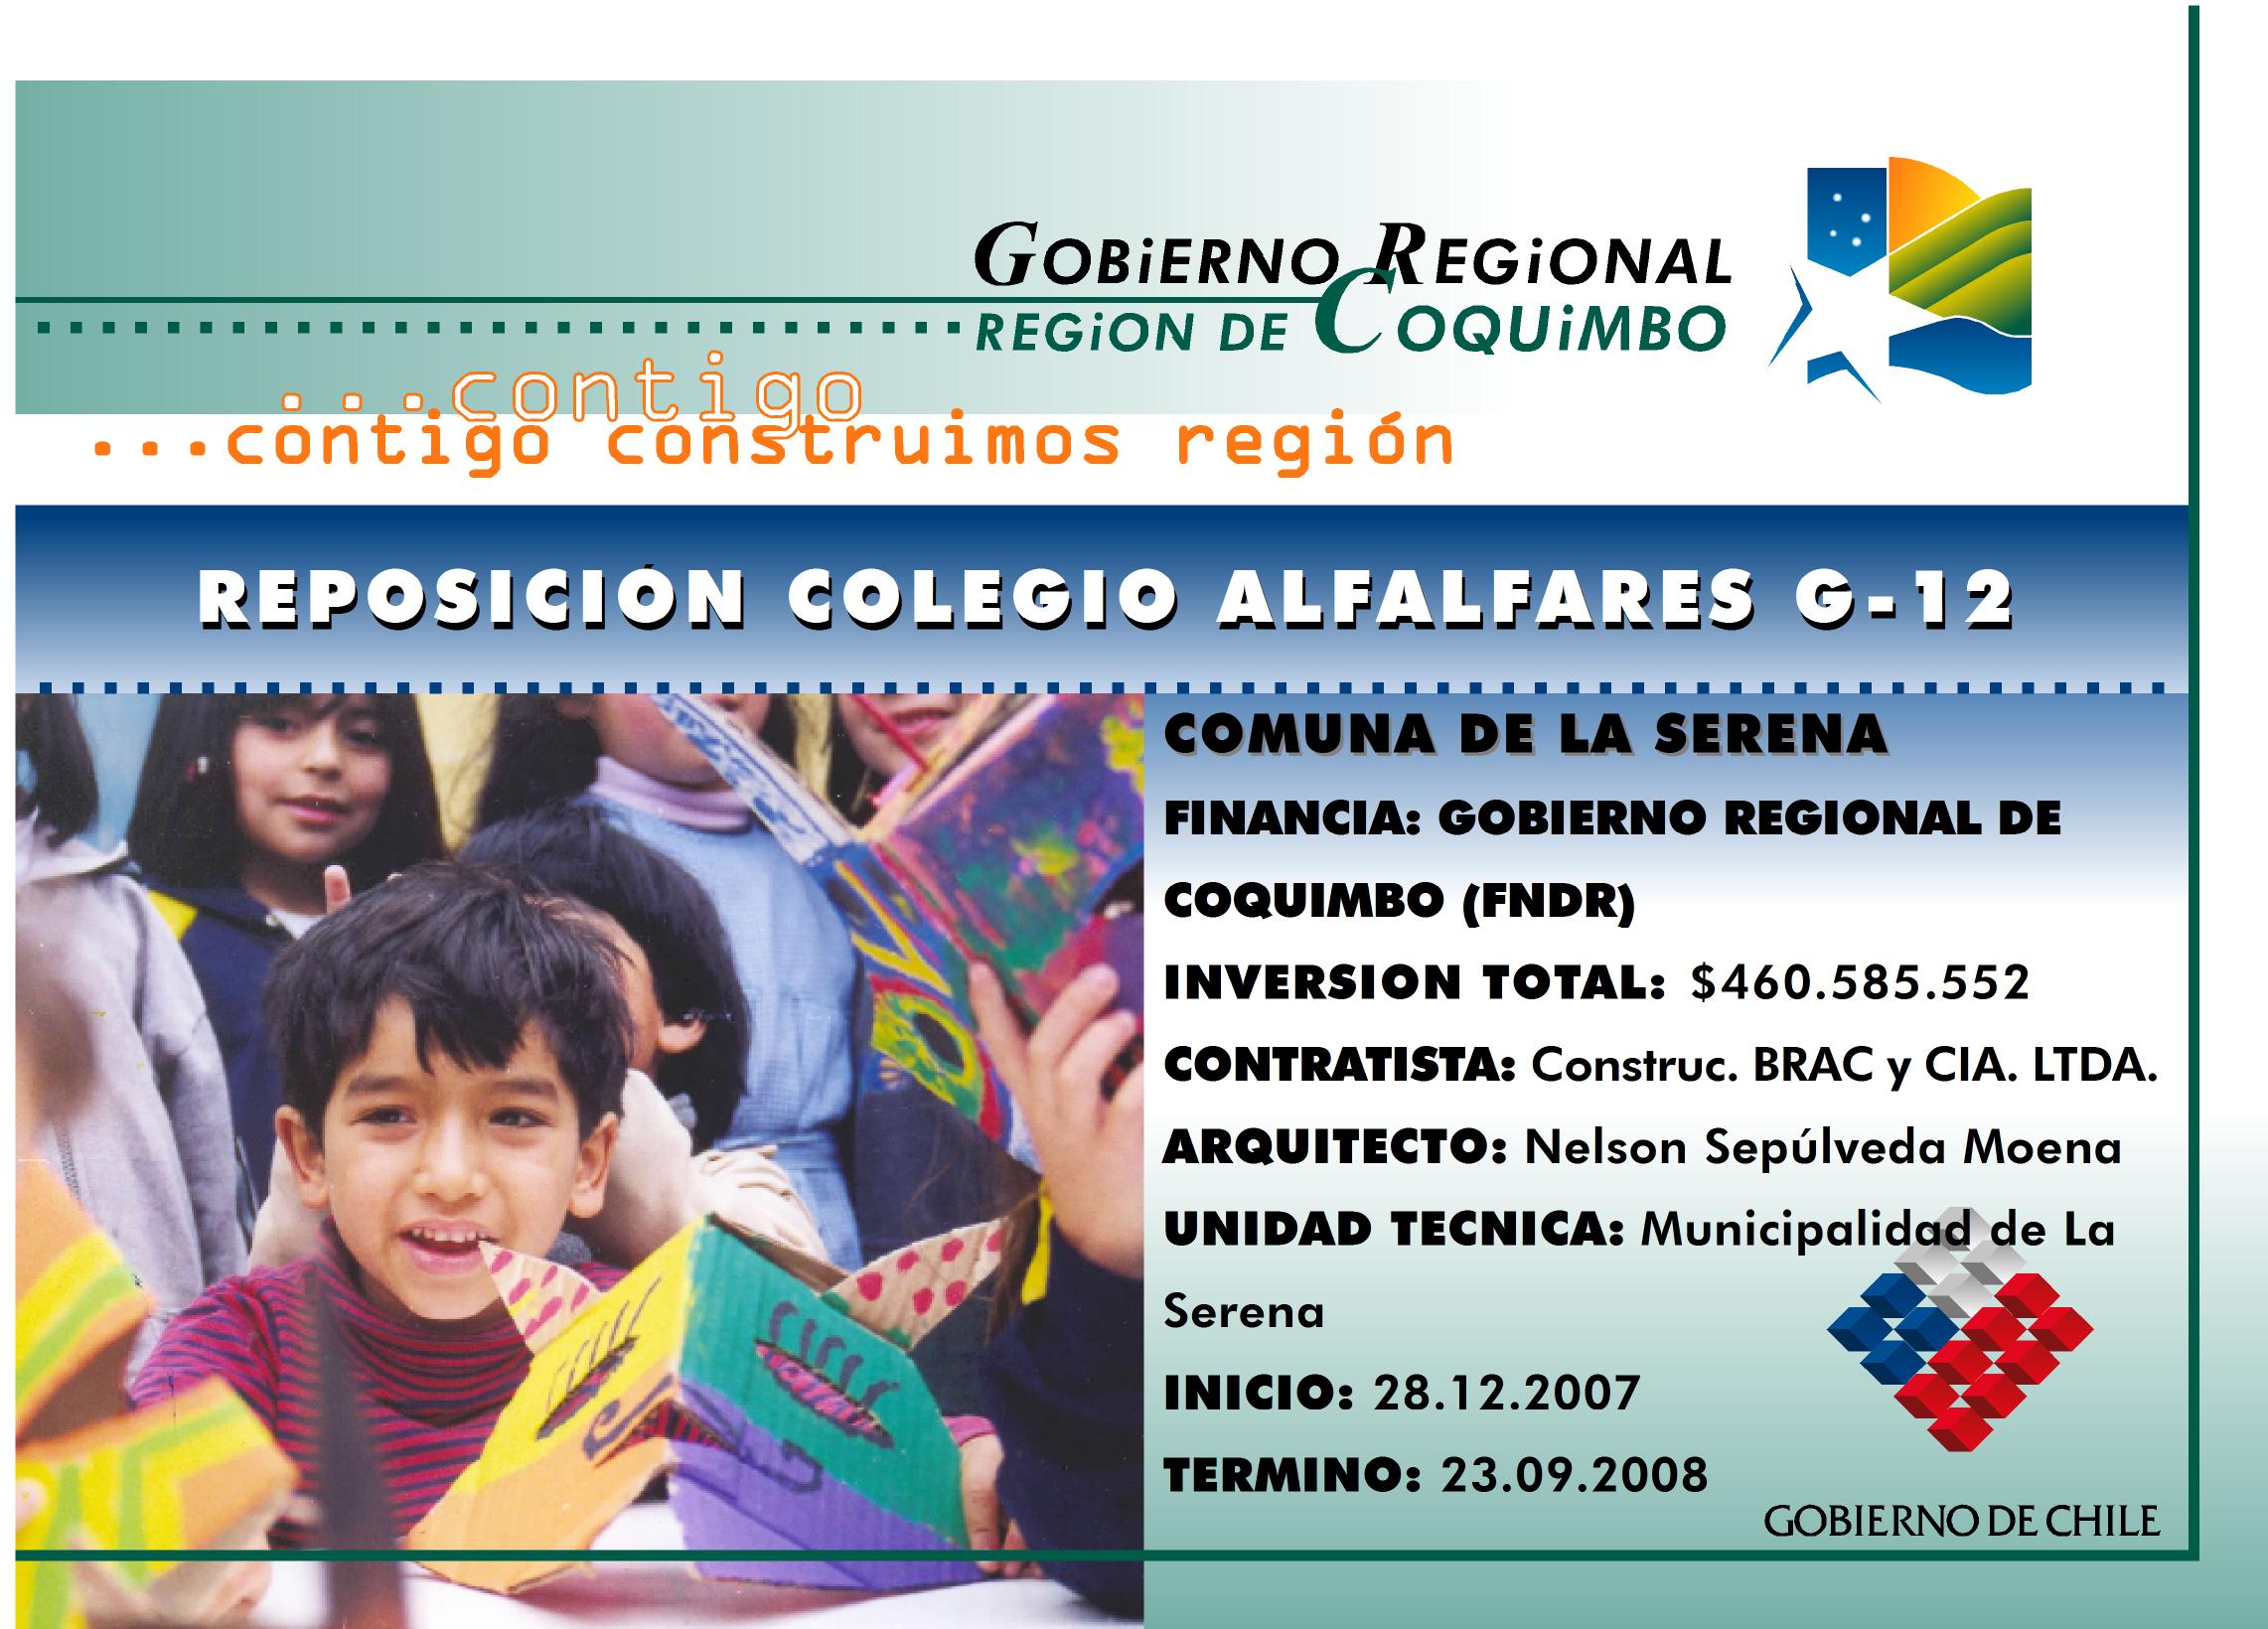 GOBiERNO REGiONAL
REGiON DE COQUiMBO
...contigo
...contigo construimos región
REPOSICIÓN COLEGIO ALFALFARES G-12
COMUNA DE LA SERENA
FINANCIA: GOBIERNO REGIONAL DE
COQUIMBO (FNDR)
INVERSION TOTAL: $460.585.552
CONTRATISTA: Construc. BRAC y CIA. LTDA.
ARQUITECTO: Nelson Sepúlveda Moena
UNIDAD TECNICA: Municipalidad de La
Serena
INICIO: 28.12.2007
TERMINO: 23.09.2008
GOBIERNO DE CHILE